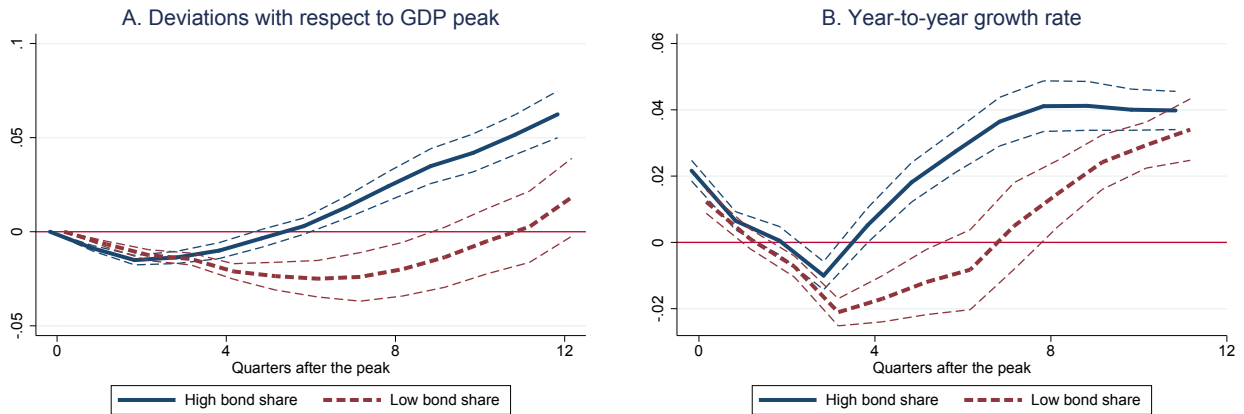 A. Deviations with respect to GDP peak
.1
.05
0
-.05
0
4
8
12
Quarters after the peak
High bond share
Low bond share
B. Year-to-year growth rate
.06
.04
.02
0
-.02
0
4
8
12
Quarters after the peak
High bond share
Low bond share